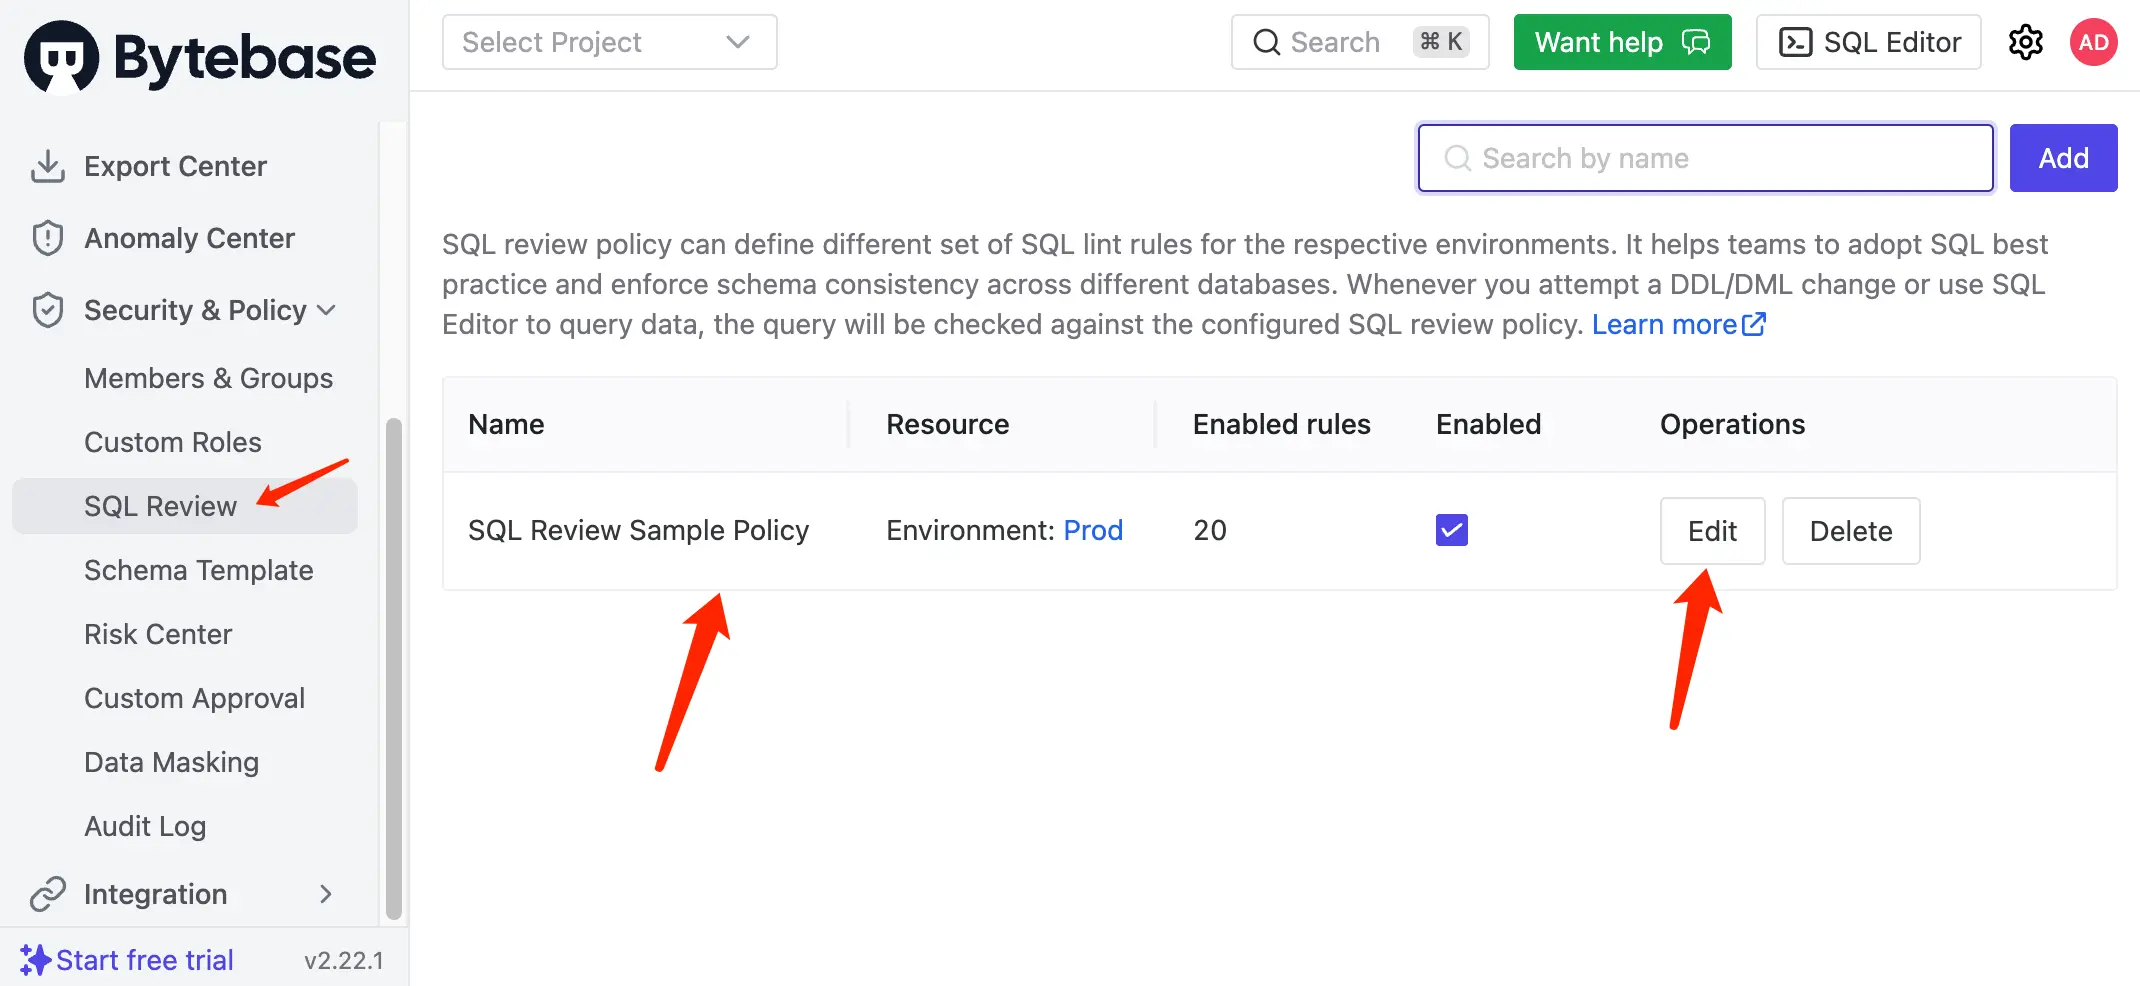 Bytebase
Select Project
Search ⌘ K
Want help
SQL Editor
AD
Export Center
Anomaly Center
Security & Policy
Members & Groups
Custom Roles
SQL Review
Schema Template
Risk Center
Custom Approval
Data Masking
Audit Log
Integration
Start free trial
v2.22.1
Search by name
Add
SQL review policy can define different set of SQL lint rules for the respective environments. It helps teams to adopt SQL best
practice and enforce schema consistency across different databases. Whenever you attempt a DDL/DML change or use SQL
Editor to query data, the query will be checked against the configured SQL review policy. Learn more
Name Resource Enabled rules Enabled Operations
SQL Review Sample Policy Environment: Prod 20 Edit Delete